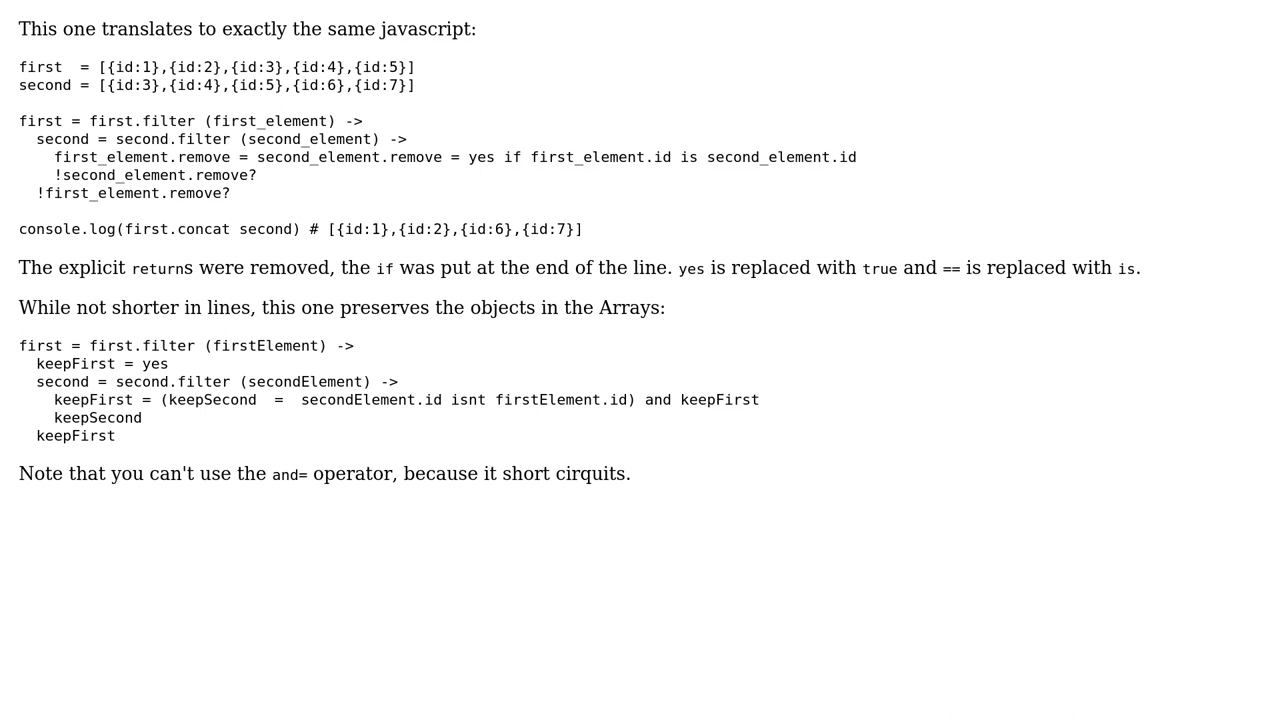 This one translates to exactly the same javascript:
first  = [{id:1},{id:2},{id:3},{id:4},{id:5}]
second = [{id:3},{id:4},{id:5},{id:6},{id:7}]
first = first.filter (first_element) ->
  second = second.filter (second_element) ->
    first_element.remove = second_element.remove = yes if first_element.id is second_element.id
    !second_element.remove?
  !first_element.remove?
console.log(first.concat second) # [{id:1},{id:2},{id:6},{id:7}]
The explicit returns were removed, the if was put at the end of the line. yes is replaced with true and == is replaced with is.
While not shorter in lines, this one preserves the objects in the Arrays:
first = first.filter (firstElement) ->
  keepFirst = yes
  second = second.filter (secondElement) ->
    keepFirst = (keepSecond  =  secondElement.id isnt firstElement.id) and keepFirst
    keepSecond
  keepFirst
Note that you can't use the and= operator, because it short cirquits.